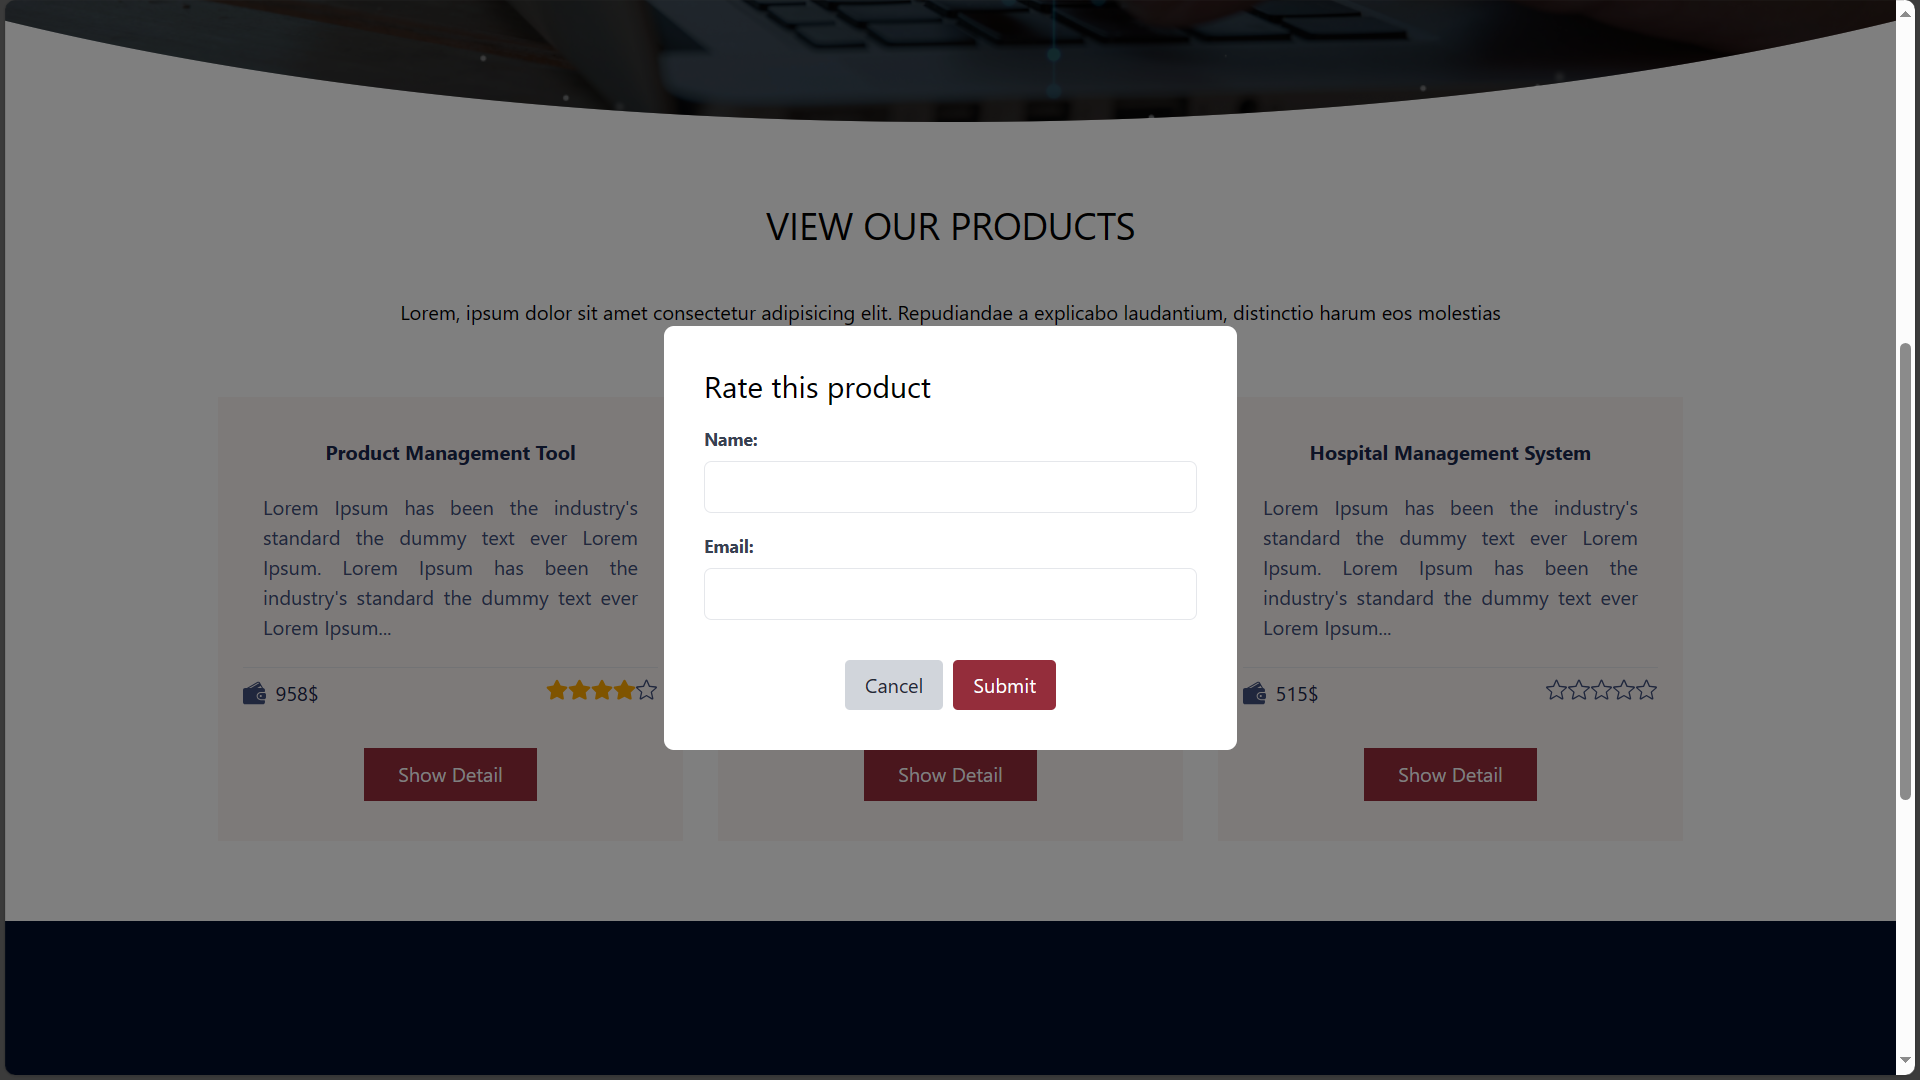 VIEW OUR PRODUCTS
Lorem, ipsum dolor sit amet consectetur adipisicing elit. Repudiandae a explicabo laudantium, distinctio harum eos molestias
Rate this product
Name:
Email:
Cancel
Submit
Product Management Tool
Lorem Ipsum has been the industry's
standard the dummy text ever Lorem
Ipsum. Lorem Ipsum has been the
industry's standard the dummy text ever
Lorem Ipsum...
958$
Show Detail
Show Detail
Hospital Management System
Lorem Ipsum has been the industry's
standard the dummy text ever Lorem
Ipsum. Lorem Ipsum has been the
industry's standard the dummy text ever
Lorem Ipsum...
515$
Show Detail